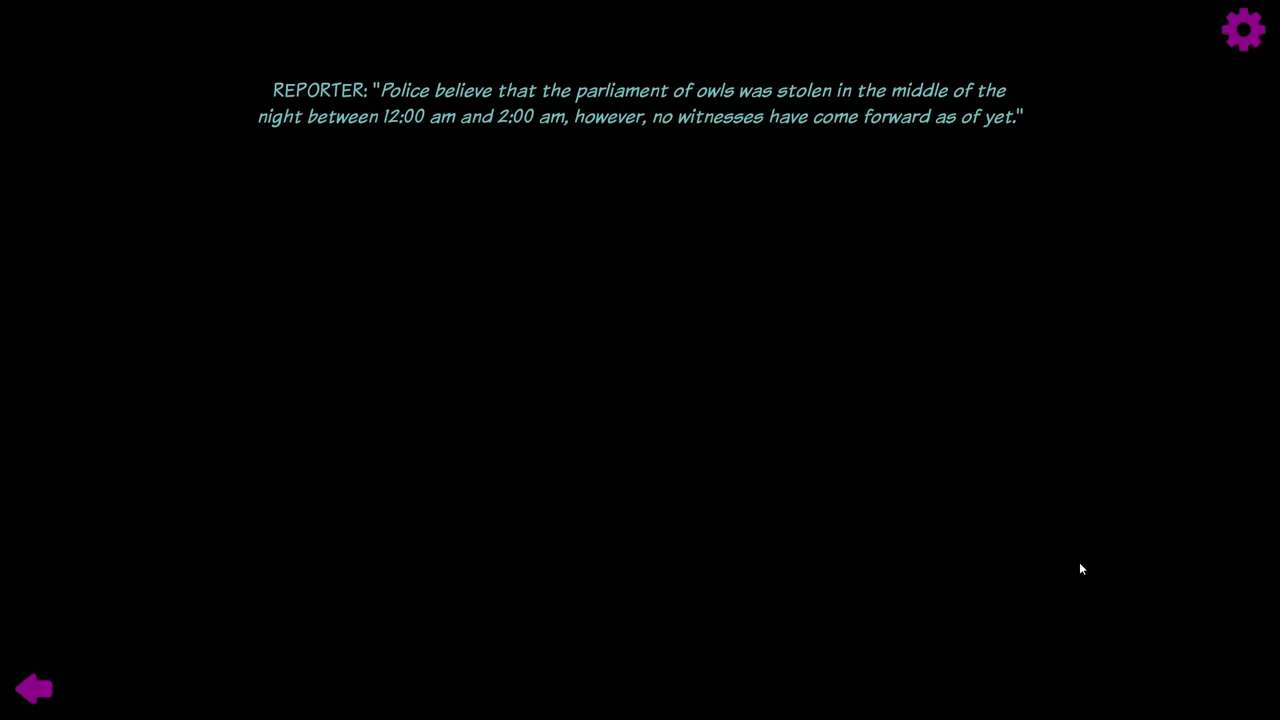 REPORTER: "Police believe that the parliament of owls was stolen in the middle of the
night between 12:00 am and 2:00 am, however, no witnesses have come forward as of yet."